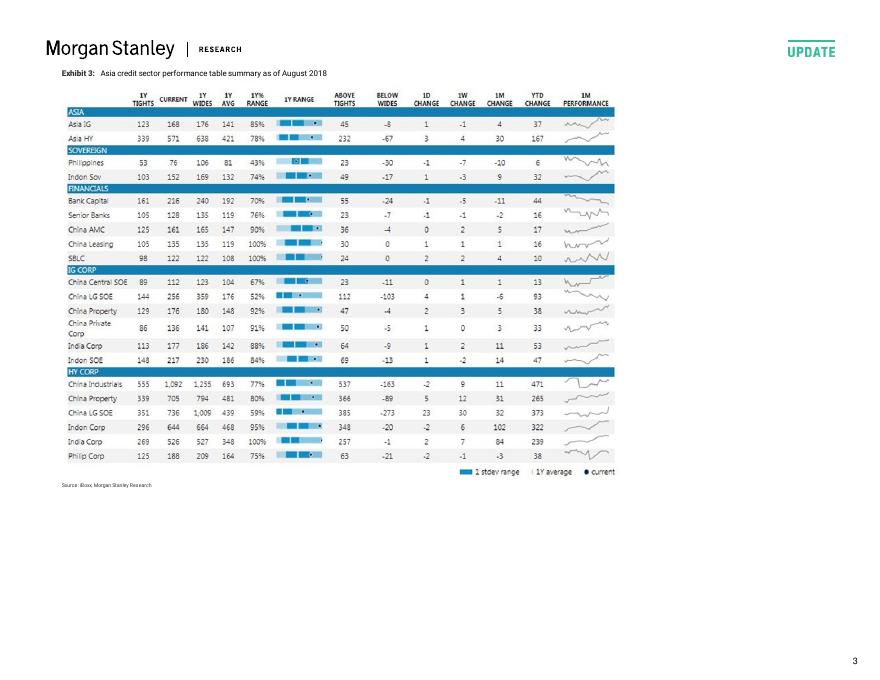 Morgan Stanley | RESEARCH
UPDATE
Exhibit 3: Asia credit sector performance table summary as of August 2018
1Y TIGHTS CURRENT 1Y WIDES 1Y AVG 1Y% RANGE 1Y RANGE ABOVE TIGHTS BELOW WIDES 1D CHANGE 1W CHANGE 1M CHANGE YTD CHANGE 1M PERFORMANCE
ASIA
Asia IG 123 168 176 141 85% 45 -8 1 -1 4 37
Asia HY 339 571 638 421 78% 232 -67 3 4 30 167
SOVEREIGN
Philippines 53 76 106 81 43% 23 -30 -1 -7 -10 6
Indon Sov 103 152 169 132 74% 49 -17 1 -3 9 32
FINANCIALS
Bank Capital 161 216 240 192 70% 55 -24 -1 -5 -11 44
Senior Banks 105 128 135 119 76% 23 -7 -1 -1 -2 16
China AMC 125 161 165 147 90% 36 -4 0 2 5 17
China Leasing 105 135 135 119 100% 30 0 1 1 1 16
SBLC 98 122 122 108 100% 24 0 2 2 4 10
IG CORP
China Central SOE 89 112 123 104 67% 23 -11 0 1 1 13
China LG SOE 144 256 359 176 52% 112 -103 4 1 -6 93
China Property 129 176 180 148 92% 47 -4 2 3 5 38
China Private Corp 86 136 141 107 91% 50 -5 1 0 3 33
India Corp 113 177 186 142 88% 64 -9 1 2 11 53
Indon SOE 148 217 230 186 84% 69 -13 1 -2 14 47
HY CORP
China Industrials 555 1,092 1,255 693 77% 537 -163 -2 9 11 471
China Property 339 705 794 481 80% 366 -89 5 12 31 265
China LG SOE 351 736 1,009 439 59% 385 -273 23 30 32 373
Indon Corp 296 644 664 468 95% 348 -20 -2 6 102 322
India Corp 269 526 527 348 100% 257 -1 2 7 84 239
Philip Corp 125 188 209 164 75% 63 -21 -2 -1 -3 38
1 stdev range 1Y average current
Source: iBoxx, Morgan Stanley Research
3